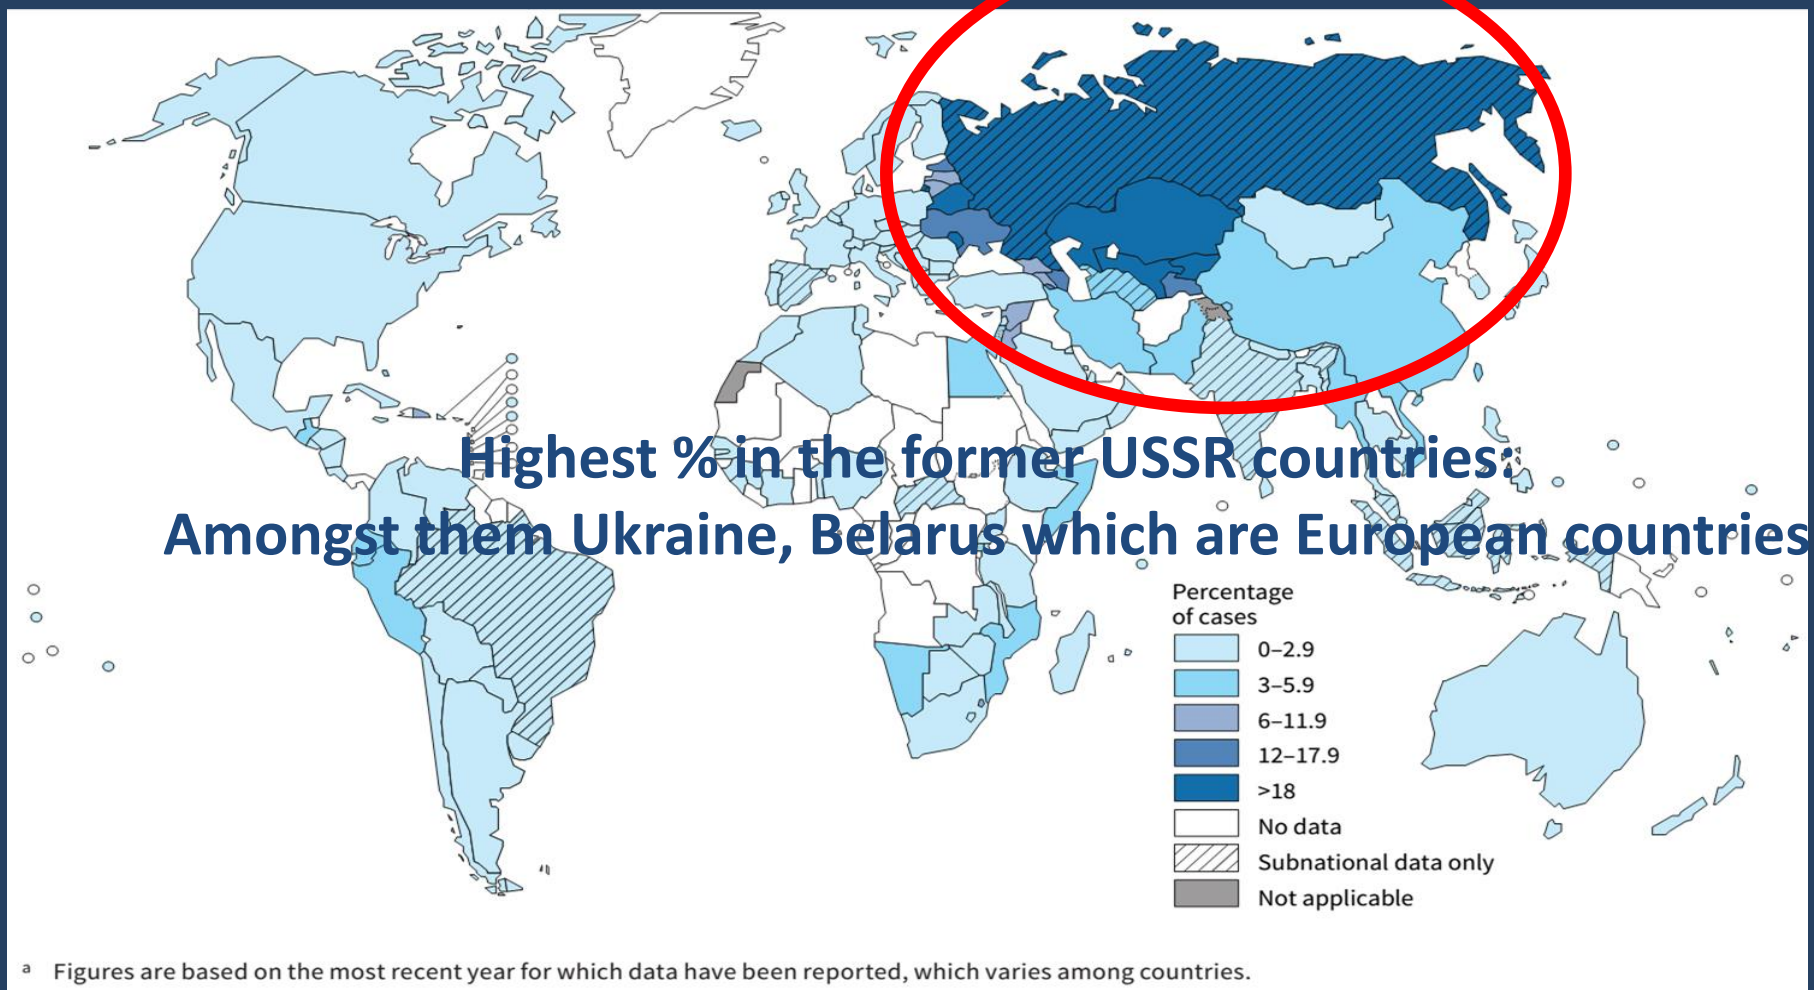 Highest % in the former USSR countries:
Amongst them Ukraine, Belarus which are European countries
Percentage
of cases
0–2.9
3–5.9
6–11.9
12–17.9
>18
No data
Subnational data only
Not applicable
a Figures are based on the most recent year for which data have been reported, which varies among countries.